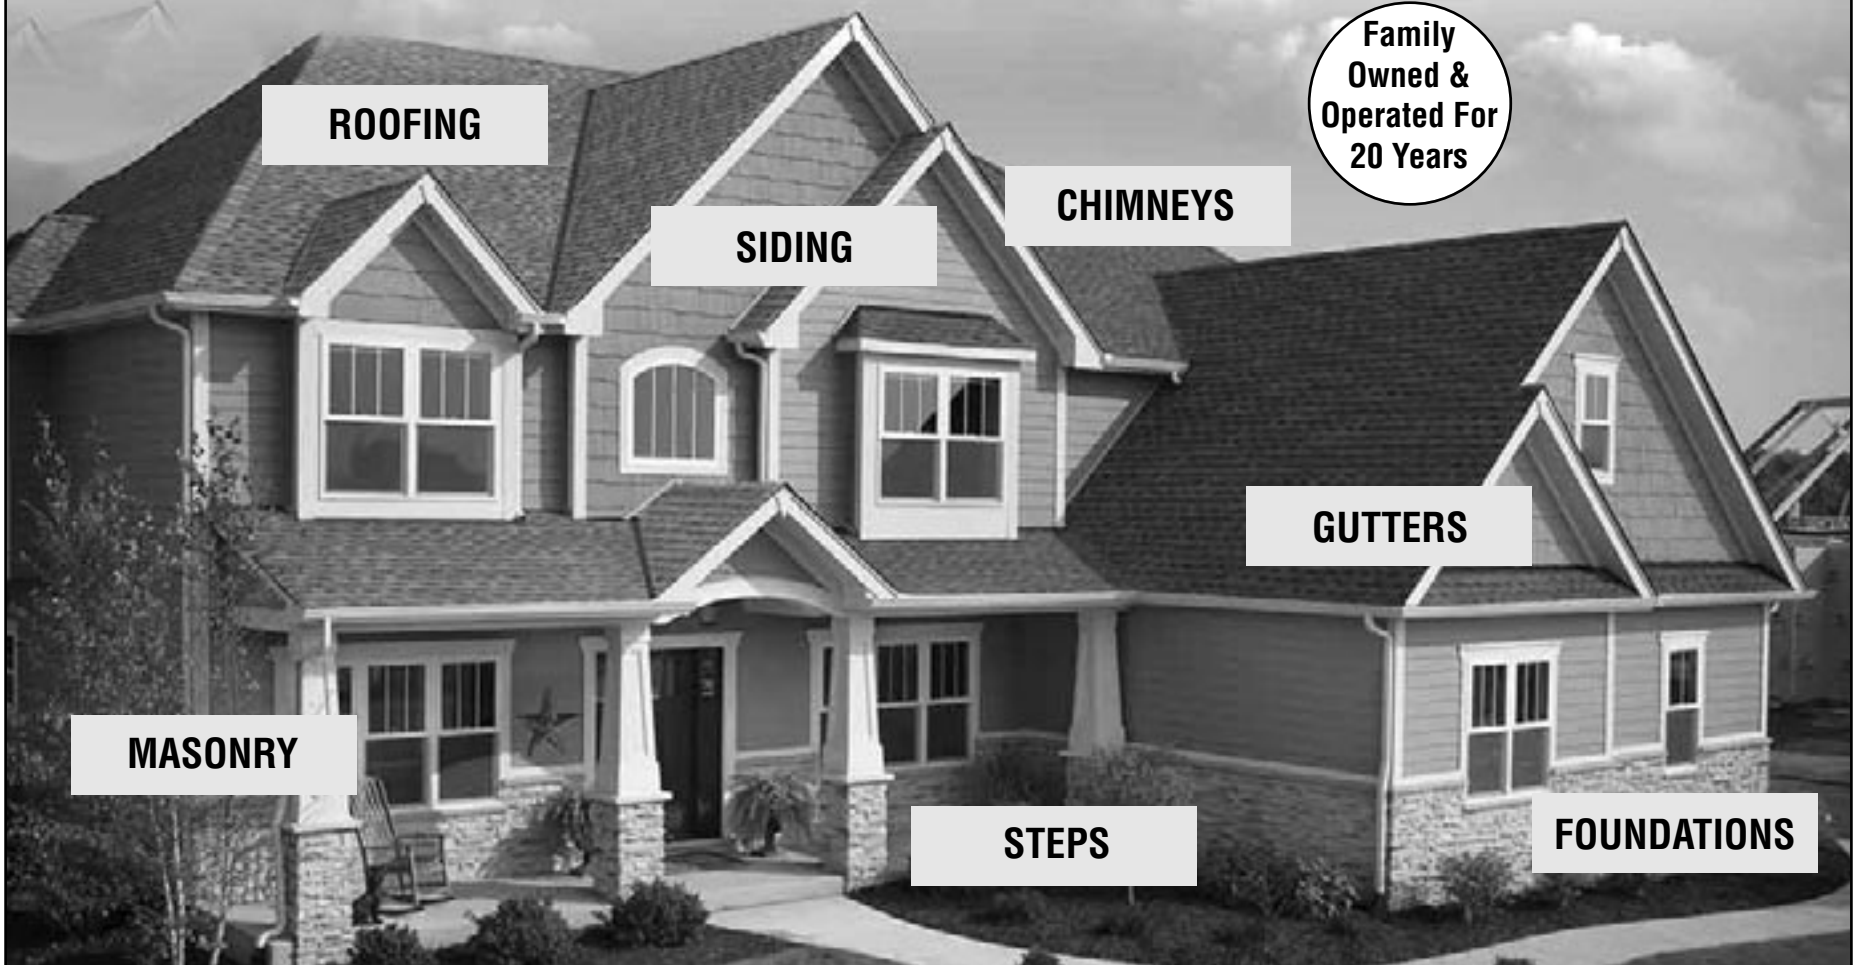 Family
Owned &
Operated For
20 Years
ROOFING
CHIMNEYS
SIDING
GUTTERS
MASONRY
STEPS
FOUNDATIONS